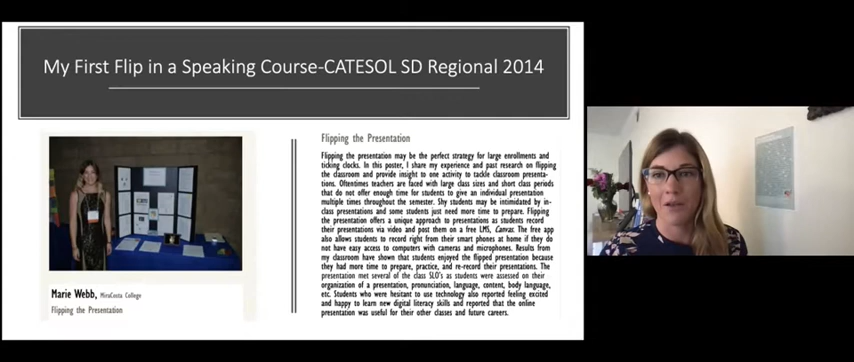 My First Flip in a Speaking Course-CATESOL SD Regional 2014
Marie Webb, MiraCosta College
Flipping the Presentation
Flipping the Presentation
Flipping the presentation may be the perfect strategy for large enrollments and
ticking clocks. In this poster, I share my experience and past research on flipping
the classroom and provide insight to one activity to tackle classroom presenta-
tions. Oftentimes teachers are faced with large class sizes and short class periods
that do not offer enough time for students to give an individual presentation
multiple times throughout the semester. Shy students may be intimidated by in-
class presentations and some students just need more time to prepare. Flipping
the presentation offers a unique approach to presentations as students record
their presentations via video and post them on a free LMS, Canvas. The free app
also allows students to record right from their smart phones at home if they do
not have easy access to computers with cameras and microphones. Results from
my classroom have shown that students enjoyed the flipped presentation because
they had more time to prepare, practice, and re-record their presentations. The
presentation met several of the class SLO's as students were assessed on their
organization of a presentation, pronunciation, language, content, body language,
etc. Students who were hesitant to use technology also reported feeling excited
and happy to learn new digital literacy skills and reported that the online
presentation was useful for their other classes and future careers.